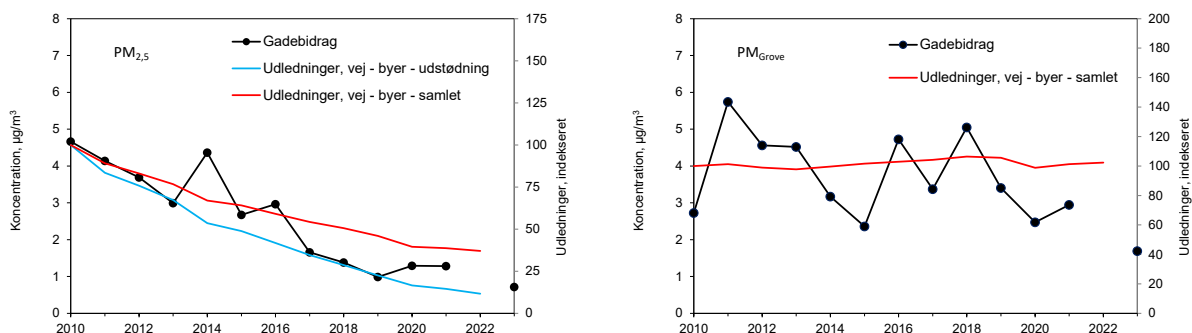 PM2,5
Gadebidrag
Udledninger, vej - byer - udstødning
Udledninger, vej - byer - samlet
Koncentration, µg/m³
8
7
6
5
4
3
2
1
0
Udledninger, indekseret
175
150
125
100
75
50
25
0
2010 2012 2014 2016 2018 2020 2022
PMGrove
Gadebidrag
Udledninger, vej - byer - samlet
Koncentration, µg/m³
8
7
6
5
4
3
2
1
0
Udledninger, indekseret
200
180
160
140
120
100
80
60
40
20
0
2010 2012 2014 2016 2018 2020 2022